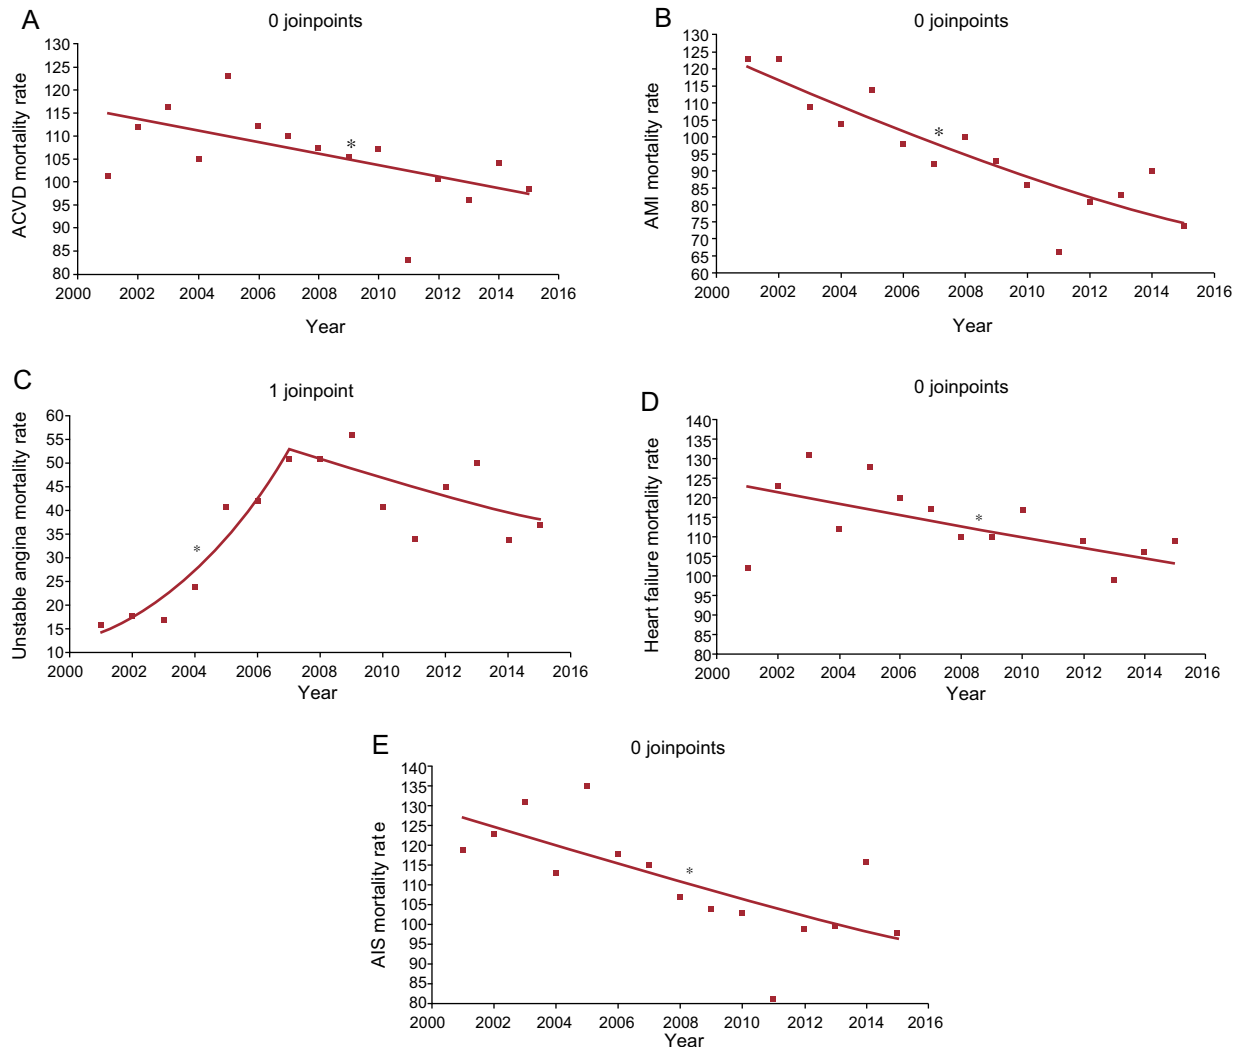 A
0 joinpoints
ACVD mortality rate
130
125
120
115
110
105
100
95
90
85
80
2000 2002 2004 2006 2008 2010 2012 2014 2016
*
Year
B
0 joinpoints
AMI mortality rate
130
125
120
115
110
105
100
95
90
85
80
75
70
65
60
2000 2002 2004 2006 2008 2010 2012 2014 2016
*
Year
C
1 joinpoint
Unstable angina mortality rate
60
55
50
45
40
35
30
25
20
15
10
2000 2002 2004 2006 2008 2010 2012 2014 2016
*
Year
D
0 joinpoints
Heart failure mortality rate
140
135
130
125
120
115
110
105
100
95
90
85
80
2000 2002 2004 2006 2008 2010 2012 2014 2016
*
Year
E
0 joinpoints
AIS mortality rate
140
135
130
125
120
115
110
105
100
95
90
85
80
2000 2002 2004 2006 2008 2010 2012 2014 2016
*
Year